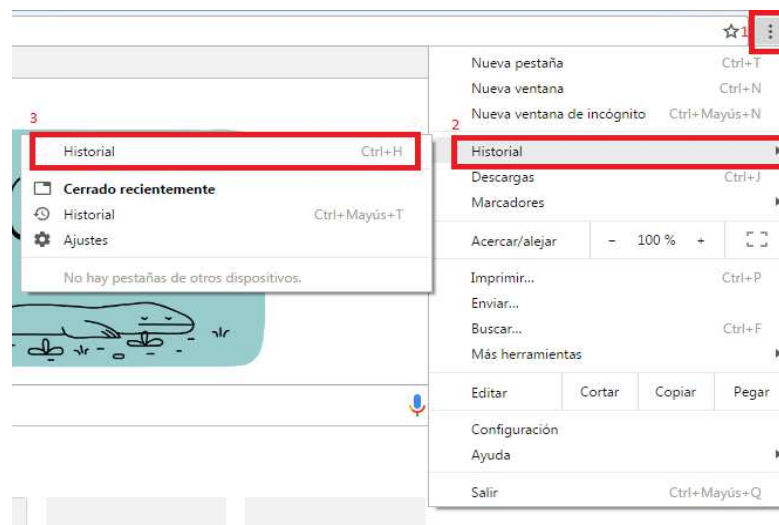 1
Nueva pestaña Ctrl+T
Nueva ventana Ctrl+N
Nueva ventana de incógnito Ctrl+Mayús+N
2
Historial
Descargas Ctrl+J
Marcadores
Acercar/alejar - 100 % +
Imprimir... Ctrl+P
Enviar...
Buscar... Ctrl+F
Más herramientas
Editar Cortar Copiar Pegar
Configuración
Ayuda
Salir Ctrl+Mayús+Q
3
Historial Ctrl+H
Cerrado recientemente
Historial Ctrl+Mayús+T
Ajustes
No hay pestañas de otros dispositivos.